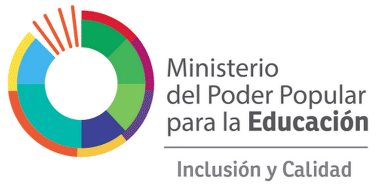 Ministerio
del Poder Popular
para la Educación
Inclusión y Calidad